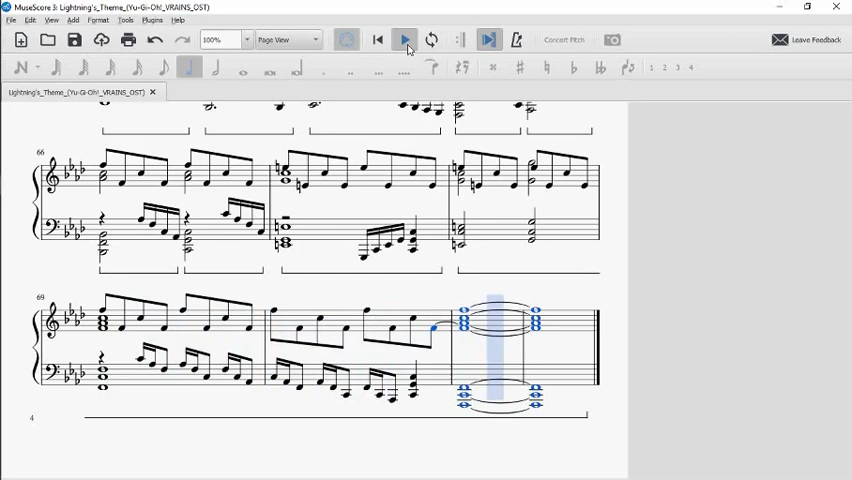 MuseScore 3: Lightning's_Theme_(Yu-Gi-Oh!_VRAINS_OST)
File Edit View Add Format Tools Plugins Help
100% Page View Concert Pitch Leave Feedback
1 2 3 4
Lightning's_Theme_(Yu-Gi-Oh!_VRAINS_OST)
66
69
4